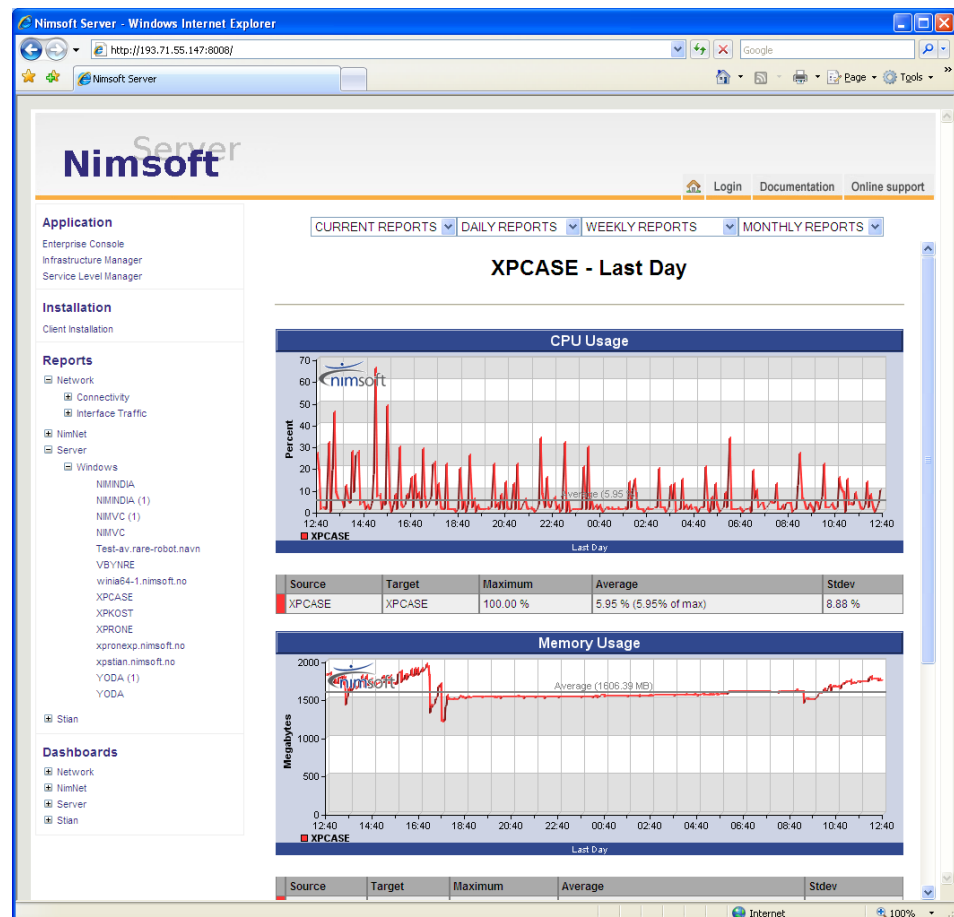 Nimsoft Server - Windows Internet Explorer
http://193.71.55.147:8008/
Google
Nimsoft Server
Page
Tools
»
Server
Nimsoft
Login Documentation Online support
Application
Enterprise Console
Infrastructure Manager
Service Level Manager
Installation
Client Installation
Reports
Network
Connectivity
Interface Traffic
NimNet
Server
Windows
NIMINDIA
NIMINDIA (1)
NIMVC (1)
NIMVC
Test-av.rare-robot.navn
VBYNRE
winia64-1.nimsoft.no
XPCASE
XPKOST
XPRONE
xpronexp.nimsoft.no
xpstian.nimsoft.no
YODA (1)
YODA
Stian
Dashboards
Network
NimNet
Server
Stian
CURRENT REPORTS DAILY REPORTS WEEKLY REPORTS MONTHLY REPORTS
XPCASE - Last Day
CPU Usage
nimsoft
Percent
70
60
50
40
30
20
10
0
Average (5.95 %)
12:40 14:40 16:40 18:40 20:40 22:40 00:40 02:40 04:40 06:40 08:40 10:40 12:40
XPCASE
Last Day
Source Target Maximum Average Stdev
XPCASE XPCASE 100.00 % 5.95 % (5.95% of max) 8.88 %
Memory Usage
nimsoft
Megabytes
2000
1500
1000
500
0
Average (1606.39 MB)
12:40 14:40 16:40 18:40 20:40 22:40 00:40 02:40 04:40 06:40 08:40 10:40 12:40
XPCASE
Last Day
Source Target Maximum Average Stdev
Internet
100%